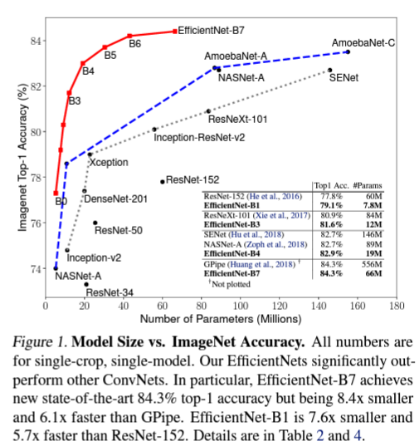 EfficientNet-B7
84
B6
B5
AmoebaNet-C
AmoebaNet-A
B4
NASNet-A
SENet
82
B3
ResNeXt-101
80
Inception-ResNet-v2
Xception
78
ResNet-152
B0
DenseNet-201
76
ResNet-50
Inception-v2
74
NASNet-A
ResNet-34
Imagenet Top-1 Accuracy (%)
Top1 Acc. #Params
ResNet-152 (He et al., 2016) 77.8% 60M
EfficientNet-B1 79.1% 7.8M
ResNeXt-101 (Xie et al., 2017) 80.9% 84M
EfficientNet-B3 81.6% 12M
SENet (Hu et al., 2018) 82.7% 146M
NASNet-A (Zoph et al., 2018) 82.7% 89M
EfficientNet-B4 82.9% 19M
GPipe (Huang et al., 2018) † 84.3% 556M
EfficientNet-B7 84.3% 66M
†Not plotted
0 20 40 60 80 100 120 140 160 180
Number of Parameters (Millions)
Figure 1. Model Size vs. ImageNet Accuracy. All numbers are
for single-crop, single-model. Our EfficientNets significantly out-
perform other ConvNets. In particular, EfficientNet-B7 achieves
new state-of-the-art 84.3% top-1 accuracy but being 8.4x smaller
and 6.1x faster than GPipe. EfficientNet-B1 is 7.6x smaller and
5.7x faster than ResNet-152. Details are in Table 2 and 4.